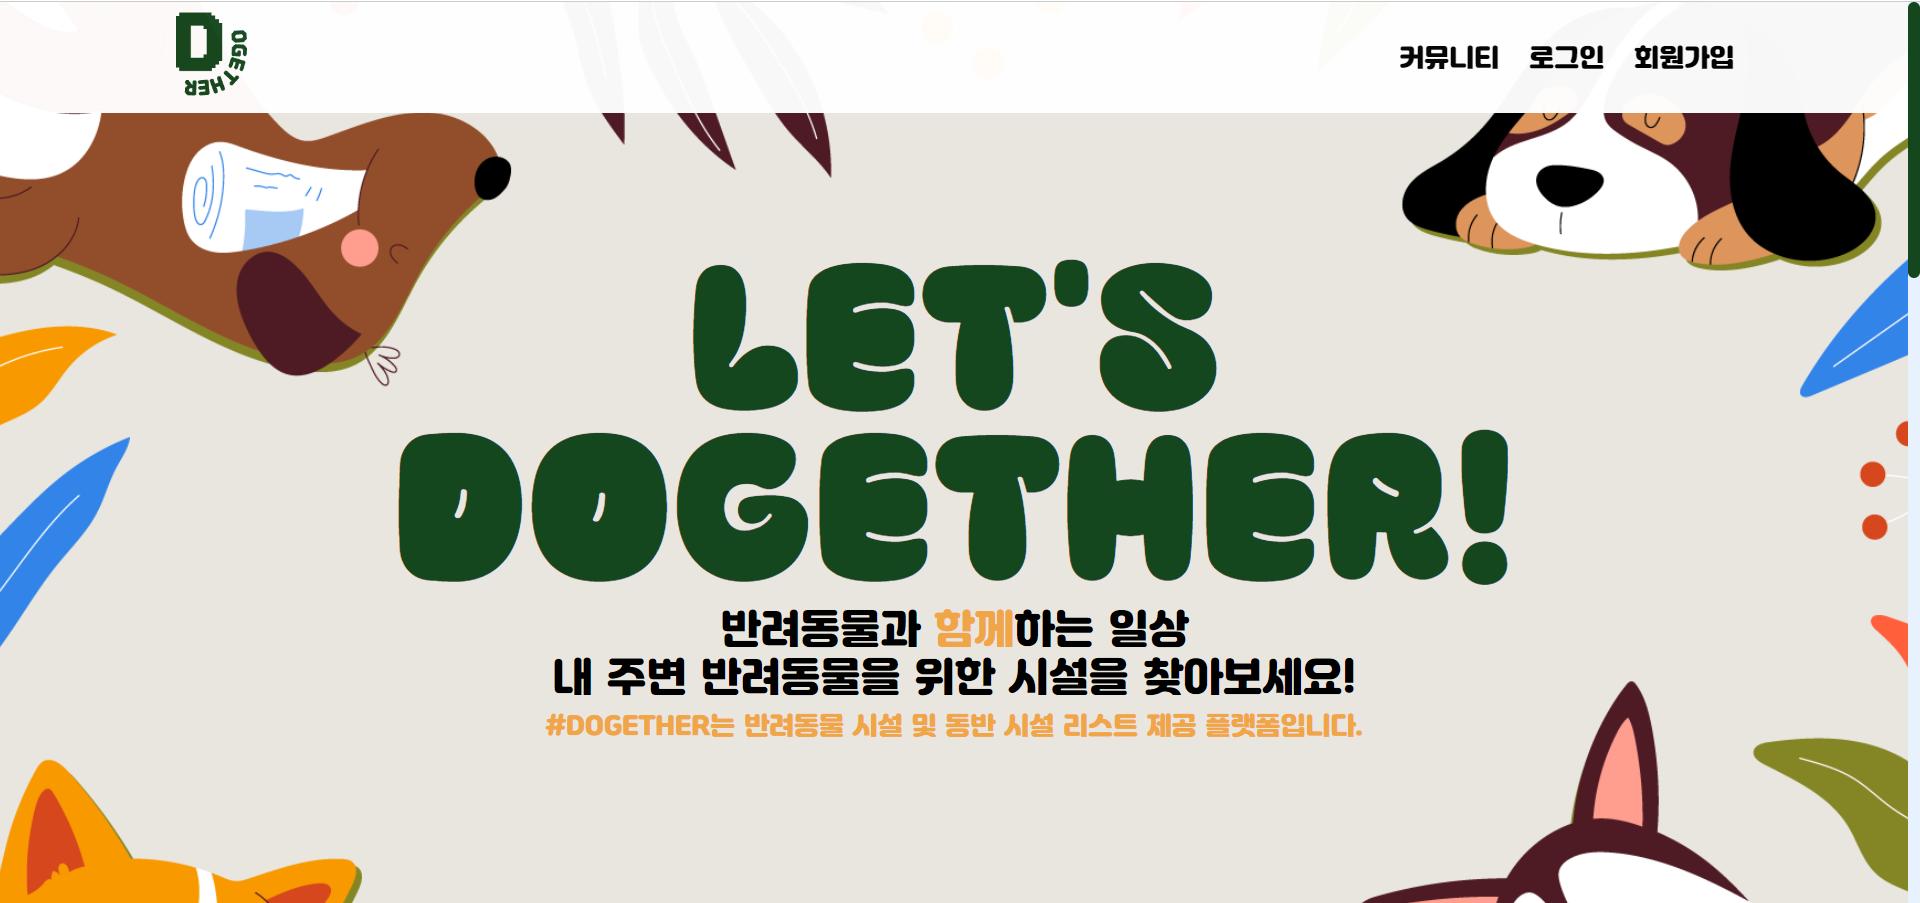 DOGETHER
커뮤니티 로그인 회원가입
LET'S
DOGETHER!
반려동물과 함께하는 일상
내 주변 반려동물을 위한 시설을 찾아보세요!
#DOGETHER는 반려동물 시설 및 동반 시설 리스트 제공 플랫폼입니다.